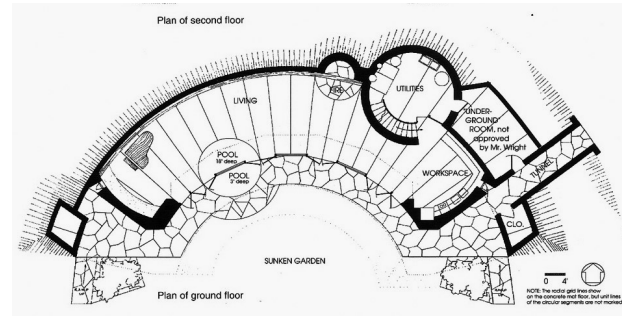 Plan of second floor
LIVING
UTILITIES
UNDER-
GROUND
ROOM, not
approved
by Mr. Wright
POOL
18" deep
POOL
3' deep
WORKSPACE
TUNNEL
CLO.
SUNKEN GARDEN
Plan of ground floor
0 4'
NOTE: The radial grid lines show
on the concrete mat floor, but unit lines
of the circular segments are not marked